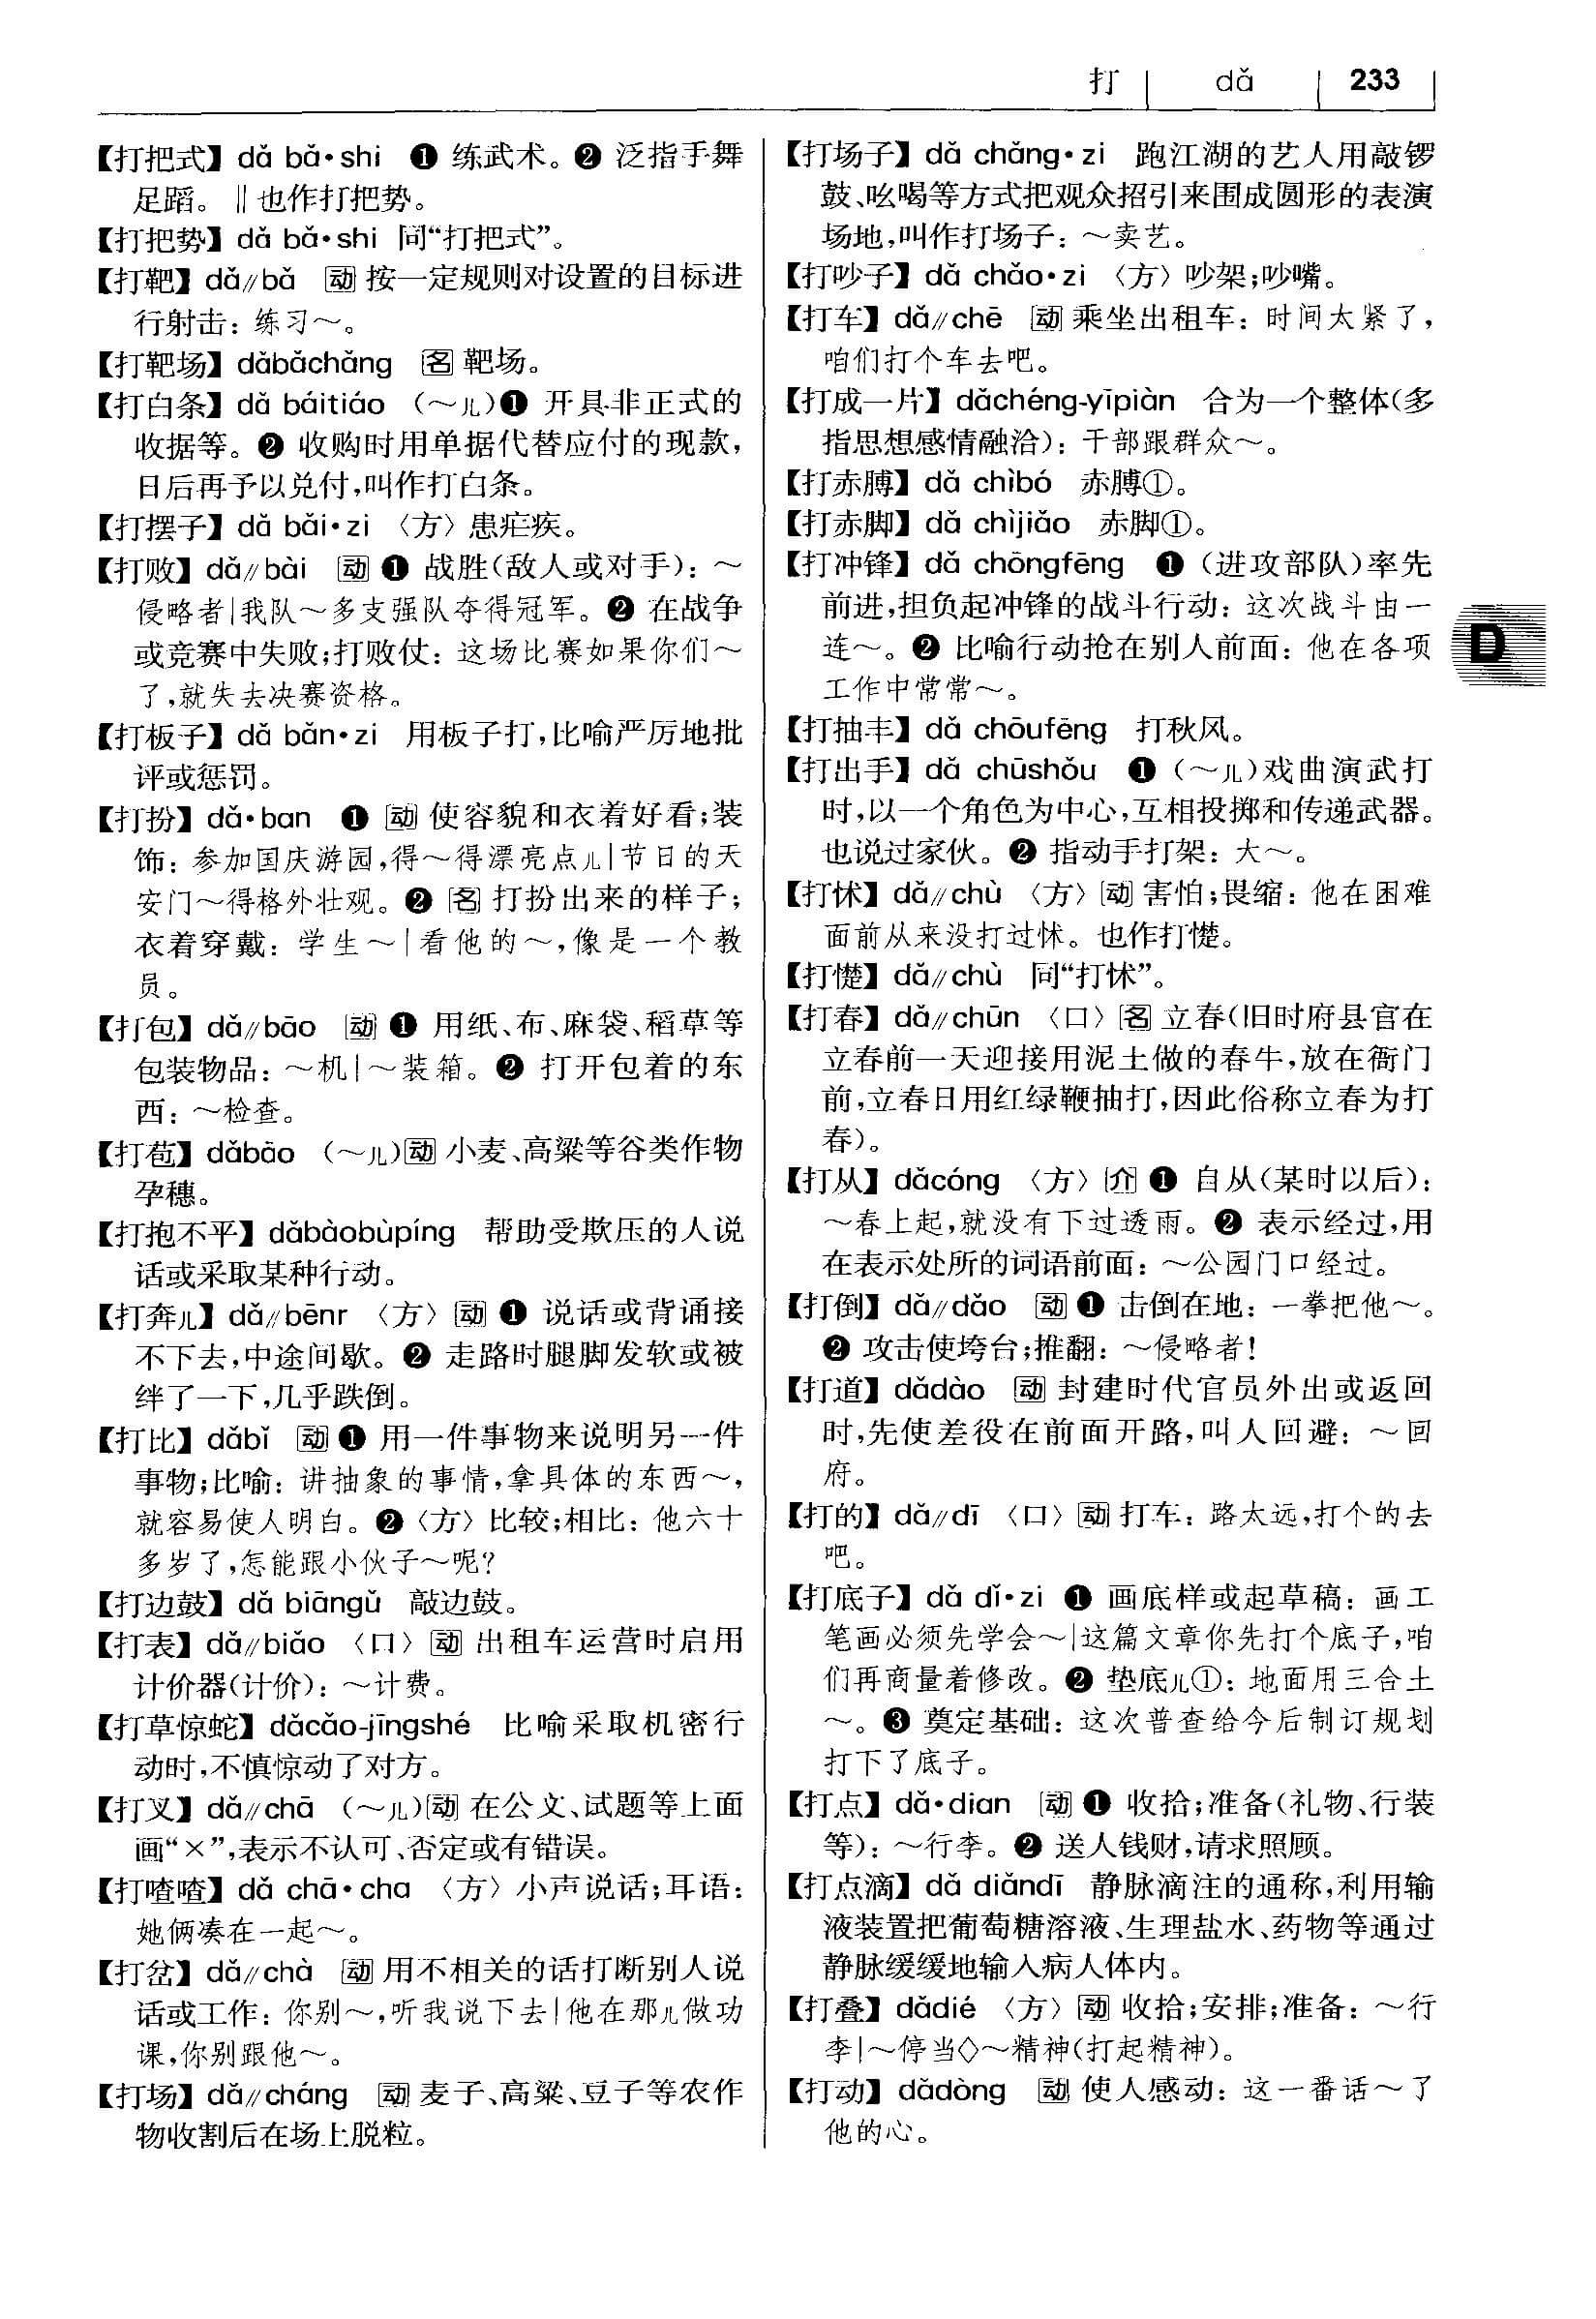 打 dǎ 233
【打把式】dǎ bǎ·shi ❶ 练武术。❷ 泛指手舞
足蹈。‖也作打把势。
【打把势】dǎ bǎ·shi 同“打把式”。
【打靶】dǎ∥bǎ 动 按一定规则对设置的目标进
行射击：练习～。
【打靶场】dǎbǎchǎng 名 靶场。
【打白条】dǎ báitiáo （～儿）❶ 开具非正式的
收据等。❷ 收购时用单据代替应付的现款，
日后再予以兑付，叫作打白条。
【打摆子】dǎ bǎi·zi 〈方〉患疟疾。
【打败】dǎ∥bài 动 ❶ 战胜（敌人或对手）：～
侵略者|我队～多支强队夺得冠军。❷ 在战争
或竞赛中失败；打败仗：这场比赛如果你们～
了，就失去决赛资格。
【打板子】dǎ bǎn·zi 用板子打，比喻严厉地批
评或惩罚。
【打扮】dǎ·ban ❶ 动 使容貌和衣着好看；装
饰：参加国庆游园，得～得漂亮点儿|节日的天
安门～得格外壮观。❷ 名 打扮出来的样子；
衣着穿戴：学生～|看他的～，像是一个教
员。
【打包】dǎ∥bāo 动 ❶ 用纸、布、麻袋、稻草等
包装物品：～机|～装箱。❷ 打开包着的东
西：～检查。
【打苞】dǎbāo （～儿）动 小麦、高粱等谷类作物
孕穗。
【打抱不平】dǎbàobùpíng 帮助受欺压的人说
话或采取某种行动。
【打奔儿】dǎ∥bēnr 〈方〉动 ❶ 说话或背诵接
不下去，中途间歇。❷ 走路时腿脚发软或被
绊了一下，几乎跌倒。
【打比】dǎbǐ 动 ❶ 用一件事物来说明另一件
事物；比喻：讲抽象的事情，拿具体的东西～，
就容易使人明白。❷〈方〉比较；相比：他六十
多岁了，怎能跟小伙子～呢？
【打边鼓】dǎ biāngǔ 敲边鼓。
【打表】dǎ∥biǎo 〈口〉动 出租车运营时启用
计价器（计价）：～计费。
【打草惊蛇】dǎcǎo-jīngshé 比喻采取机密行
动时，不慎惊动了对方。
【打叉】dǎ∥chā （～儿）动 在公文、试题等上面
画“×”，表示不认可、否定或有错误。
【打喳喳】dǎ chā·cha 〈方〉小声说话；耳语：
她俩凑在一起～。
【打岔】dǎ∥chà 动 用不相关的话打断别人说
话或工作：你别～，听我说下去|他在那儿做功
课，你别跟他～。
【打场】dǎ∥cháng 动 麦子、高粱、豆子等农作
物收割后在场上脱粒。
【打场子】dǎ chǎng·zi 跑江湖的艺人用敲锣
鼓、吆喝等方式把观众招引来围成圆形的表演
场地，叫作打场子：～卖艺。
【打吵子】dǎ chǎo·zi 〈方〉吵架；吵嘴。
【打车】dǎ∥chē 动 乘坐出租车：时间太紧了，
咱们打个车去吧。
【打成一片】dǎchéng-yīpiàn 合为一个整体（多
指思想感情融洽）：干部跟群众～。
【打赤膊】dǎ chìbó 赤膊①。
【打赤脚】dǎ chìjiǎo 赤脚①。
【打冲锋】dǎ chōngfēng ❶（进攻部队）率先
前进，担负起冲锋的战斗行动：这次战斗由一
连～。❷ 比喻行动抢在别人前面：他在各项
工作中常常～。
【打抽丰】dǎ chōufēng 打秋风。
【打出手】dǎ chūshǒu ❶（～儿）戏曲演武打
时，以一个角色为中心，互相投掷和传递武器。
也说过家伙。❷ 指动手打架：大～。
【打怵】dǎ∥chù 〈方〉动 害怕；畏缩：他在困难
面前从来没打过怵。也作打憷。
【打憷】dǎ∥chù 同“打怵”。
【打春】dǎ∥chūn 〈口〉名 立春（旧时府县官在
立春前一天迎接用泥土做的春牛，放在衙门
前，立春日用红绿鞭抽打，因此俗称立春为打
春）。
【打从】dǎcóng 〈方〉介 ❶ 自从（某时以后）：
～春上起，就没有下过透雨。❷ 表示经过，用
在表示处所的词语前面：～公园门口经过。
【打倒】dǎ∥dǎo 动 ❶ 击倒在地：一拳把他～。
❷ 攻击使垮台；推翻：～侵略者！
【打道】dǎdào 动 封建时代官员外出或返回
时，先使差役在前面开路，叫人回避：～回
府。
【打的】dǎ∥dī 〈口〉动 打车：路太远，打个的去
吧。
【打底子】dǎ dǐ·zi ❶ 画底样或起草稿：画工
笔画必须先学会～|这篇文章你先打个底子，咱
们再商量着修改。❷ 垫底儿①：地面用三合土
～。❸ 奠定基础：这次普查给今后制订规划
打下了底子。
【打点】dǎ·dian 动 ❶ 收拾；准备（礼物、行装
等）：～行李。❷ 送人钱财，请求照顾。
【打点滴】dǎ diǎndī 静脉滴注的通称，利用输
液装置把葡萄糖溶液、生理盐水、药物等通过
静脉缓缓地输入病人体内。
【打叠】dǎdié 〈方〉动 收拾；安排；准备：～行
李|～停当◇～精神（打起精神）。
【打动】dǎdòng 动 使人感动：这一番话～了
他的心。
D